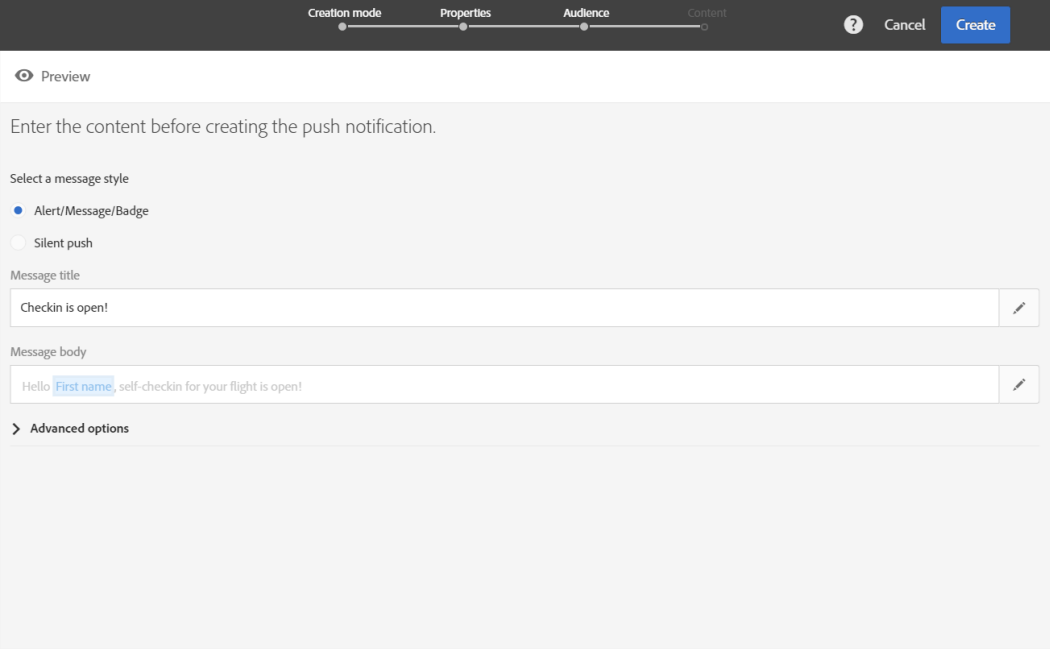 Creation mode Properties Audience Content
? Cancel Create
Preview
Enter the content before creating the push notification.
Select a message style
Alert/Message/Badge
Silent push
Message title
Checkin is open!
Message body
Hello First name, self-checkin for your flight is open!
Advanced options